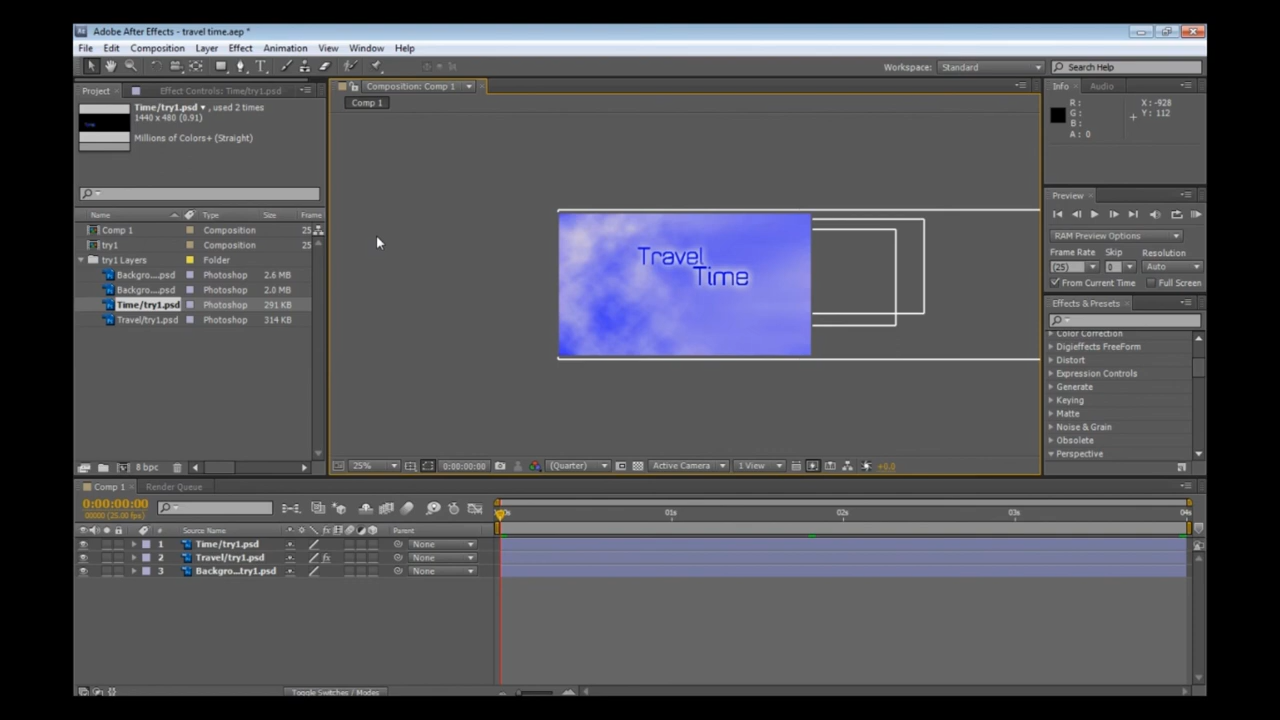 Adobe After Effects - travel time.aep *
File Edit Composition Layer Effect Animation View Window Help
Workspace: Standard Search Help
Project Effect Controls: Time/try1.psd
Time/try1.psd ▾ , used 2 times
1440 x 480 (0.91)
Millions of Colors+ (Straight)
Name Type Size Frame
Comp 1 Composition 25
try1 Composition 25
try1 Layers Folder
Backgro....psd Photoshop 2.6 MB
Backgro....psd Photoshop 2.0 MB
Time/try1.psd Photoshop 291 KB
Travel/try1.psd Photoshop 314 KB
8 bpc
Composition: Comp 1
Comp 1
Travel
Time
25% 0:00:00:00 (Quarter) Active Camera 1 View +0.0
Info Audio
R: X: -928
G: Y: 112
B:
A: 0
Preview
RAM Preview Options
Frame Rate Skip Resolution
(25) 0 Auto
From Current Time Full Screen
Effects & Presets
Color Correction
Digieffects FreeForm
Distort
Expression Controls
Generate
Keying
Matte
Noise & Grain
Obsolete
Perspective
Comp 1 Render Queue
0:00:00:00
00000 (25.00 fps)
# Source Name Parent
1 Time/try1.psd None
2 Travel/try1.psd None
3 Backgro...try1.psd None
01s 02s 03s 04s
Toggle Switches / Modes